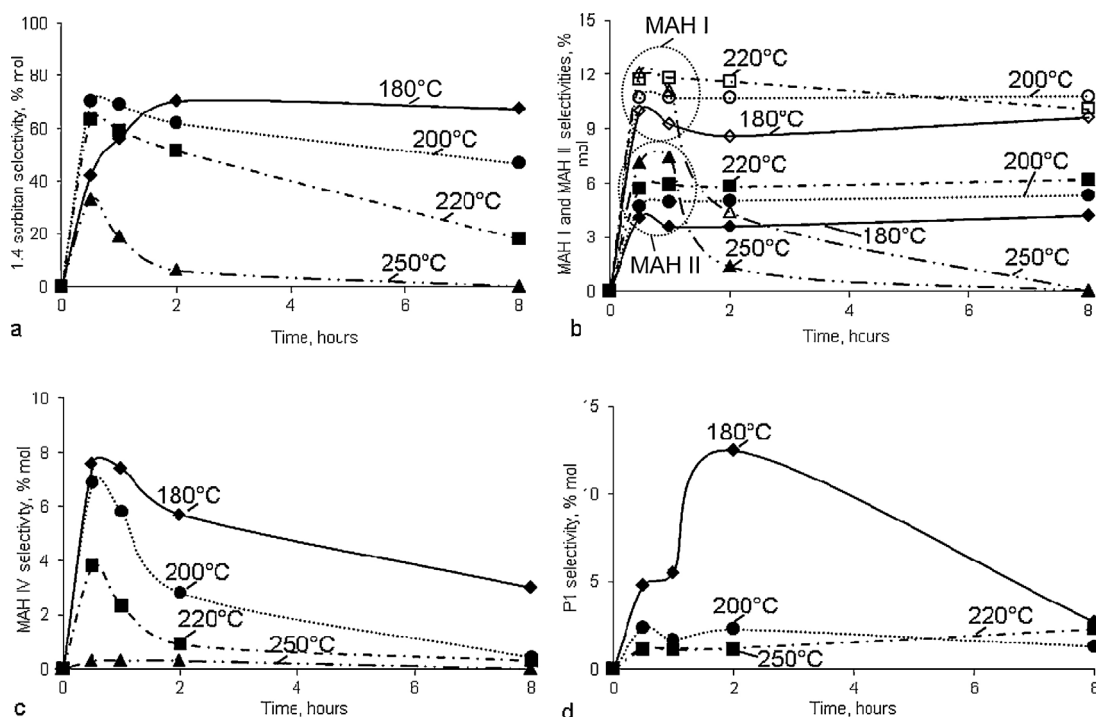 100
80
60
40
20
0
1.4 sorbitan selectivity, % mol
180°C
200°C
220°C
250°C
0
2
4
6
8
Time, hours
a
15
12
9
6
3
0
MAH I and MAH II selectivities, %
mol
MAH I
220°C
200°C
180°C
220°C
200°C
MAH II
180°C
250°C
250°C
0
2
4
6
8
Time, hcurs
b
10
8
6
4
2
0
MAH IV selectivity, % mol
180°C
200°C
220°C
250°C
0
2
4
6
8
Time, hours
c
15
10
5
0
P1 selectivity, % mol
180°C
200°C
220°C
250°C
0
2
4
6
8
Time, hours
d